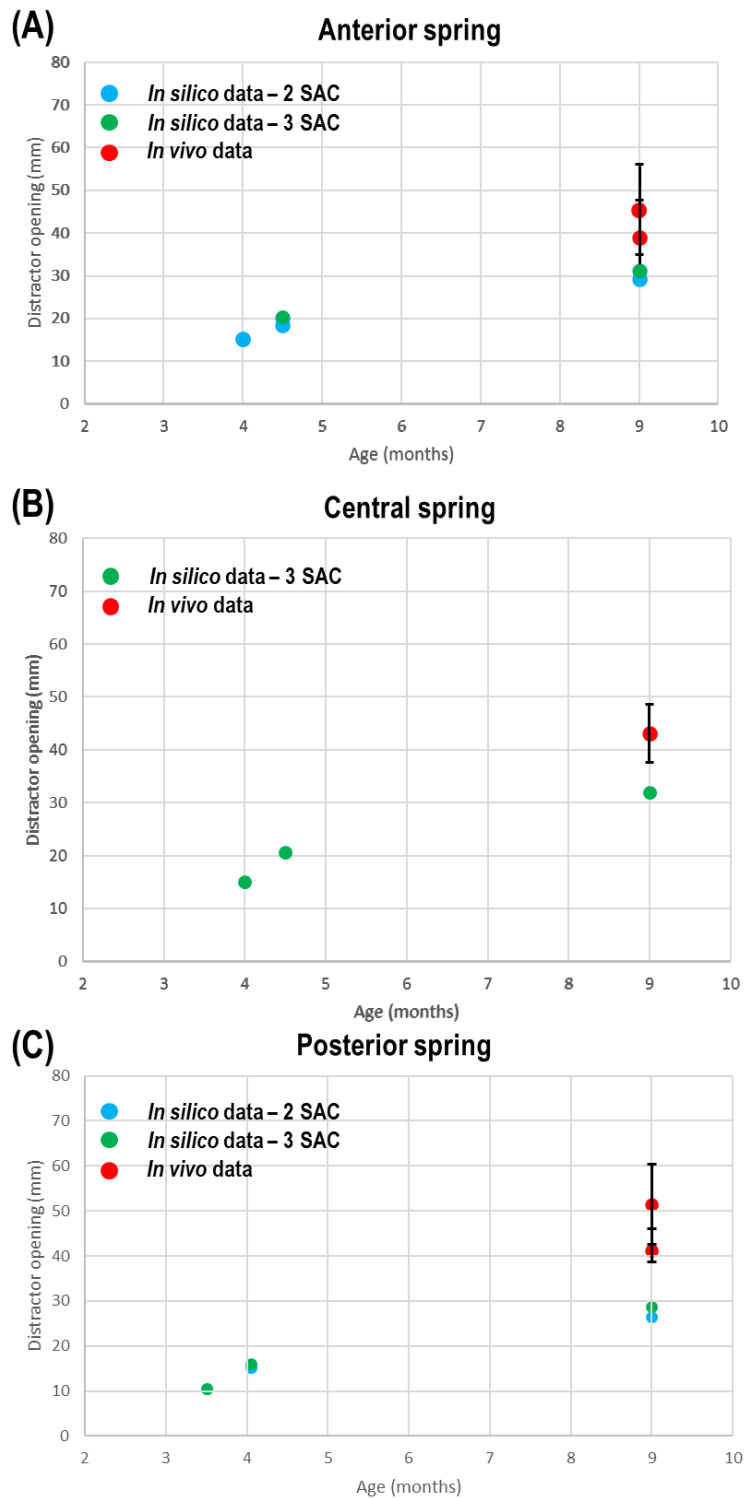 (A)
Anterior spring
In silico data – 2 SAC
In silico data – 3 SAC
In vivo data
Distractor opening (mm)
80
70
60
50
40
30
20
10
0
2 3 4 5 6 7 8 9 10
Age (months)
(B)
Central spring
In silico data – 3 SAC
In vivo data
Distractor opening (mm)
80
70
60
50
40
30
20
10
0
2 3 4 5 6 7 8 9 10
Age (months)
(C)
Posterior spring
In silico data – 2 SAC
In silico data – 3 SAC
In vivo data
Distractor opening (mm)
80
70
60
50
40
30
20
10
0
2 3 4 5 6 7 8 9 10
Age (months)